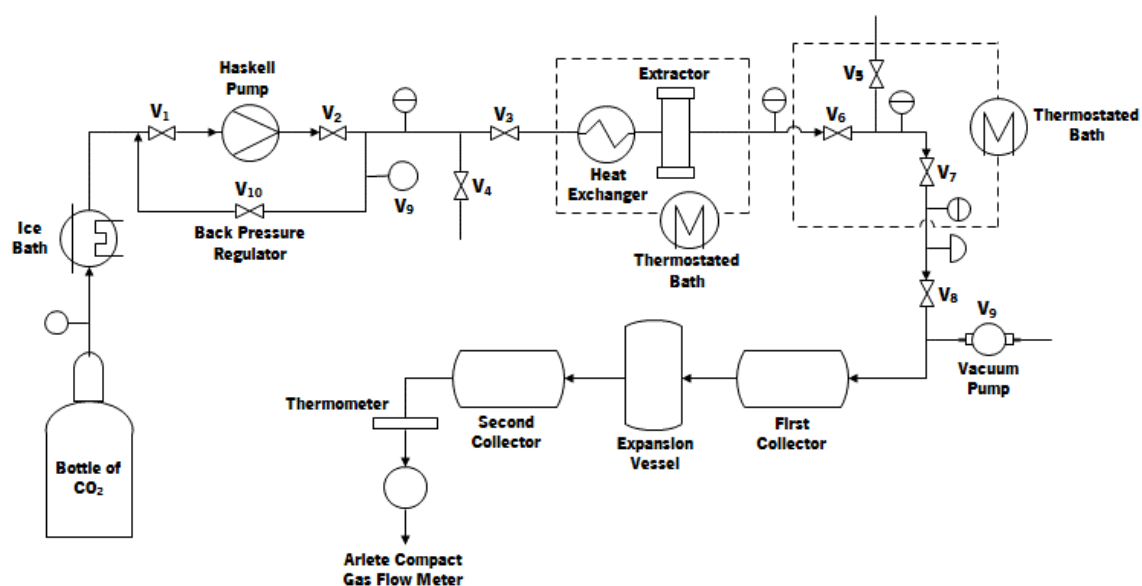 Haskell
Pump
V1
V2
V10
Back Pressure
Regulator
V9
V4
V3
Extractor
Heat
Exchanger
Thermostated
Bath
V5
V6
V7
Thermostated
Bath
V8
V9
Vacuum
Pump
Ice
Bath
Bottle of
CO₂
Thermometer
Second
Collector
Expansion
Vessel
First
Collector
Arlete Compact
Gas Flow Meter